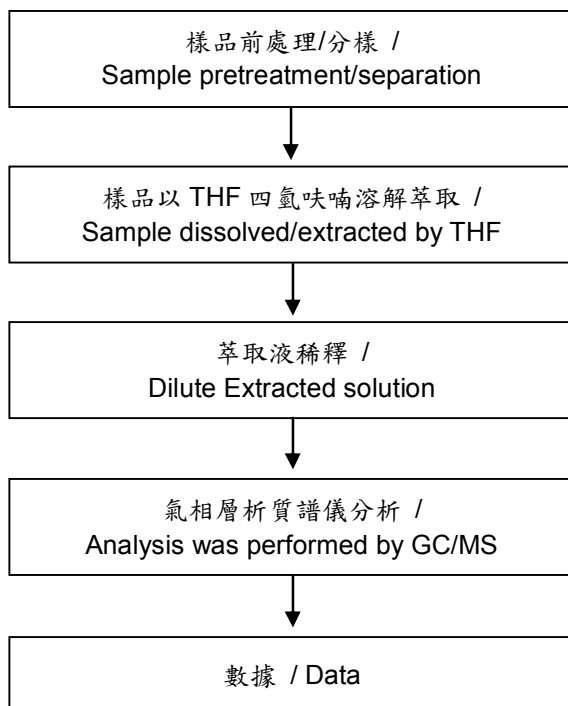 樣品前處理/分樣 /
Sample pretreatment/separation
樣品以 THF 四氫呋喃溶解萃取 /
Sample dissolved/extracted by THF
萃取液稀釋 /
Dilute Extracted solution
氣相層析質譜儀分析 /
Analysis was performed by GC/MS
數據 / Data